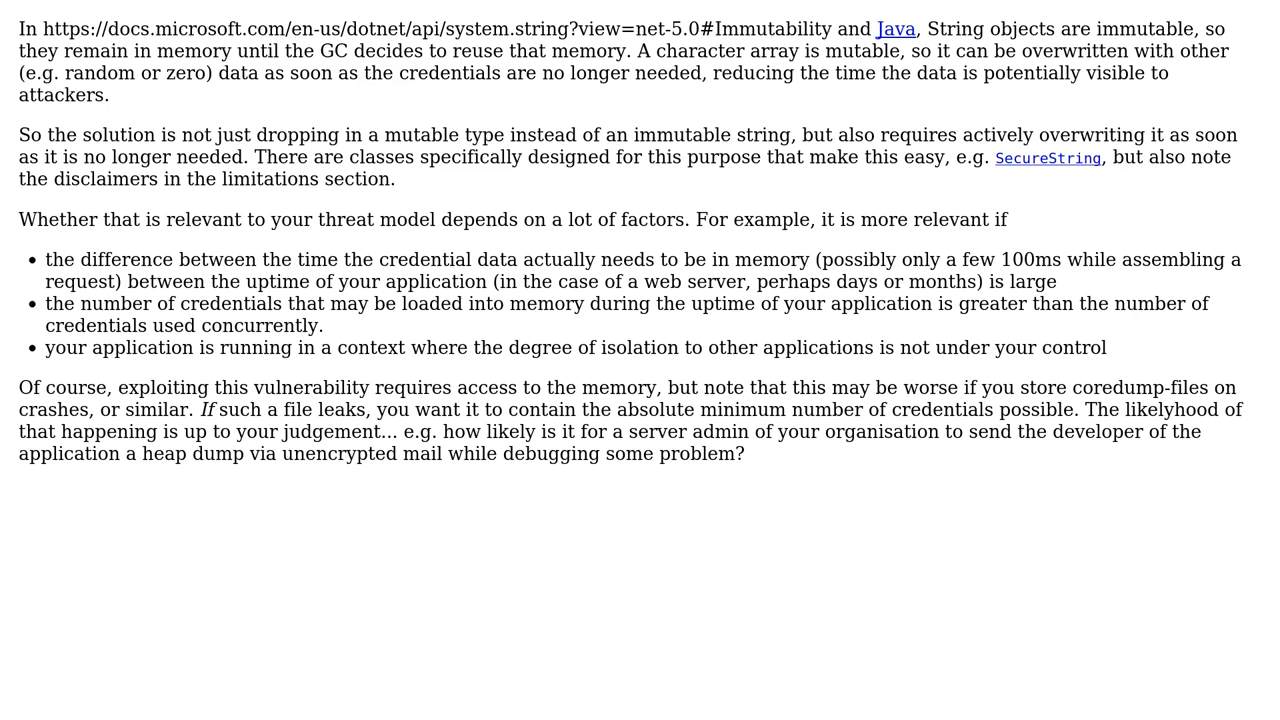 In https://docs.microsoft.com/en-us/dotnet/api/system.string?view=net-5.0#Immutability and Java, String objects are immutable, so
they remain in memory until the GC decides to reuse that memory. A character array is mutable, so it can be overwritten with other
(e.g. random or zero) data as soon as the credentials are no longer needed, reducing the time the data is potentially visible to
attackers.
So the solution is not just dropping in a mutable type instead of an immutable string, but also requires actively overwriting it as soon
as it is no longer needed. There are classes specifically designed for this purpose that make this easy, e.g. SecureString, but also note
the disclaimers in the limitations section.
Whether that is relevant to your threat model depends on a lot of factors. For example, it is more relevant if
• the difference between the time the credential data actually needs to be in memory (possibly only a few 100ms while assembling a
request) between the uptime of your application (in the case of a web server, perhaps days or months) is large
• the number of credentials that may be loaded into memory during the uptime of your application is greater than the number of
credentials used concurrently.
• your application is running in a context where the degree of isolation to other applications is not under your control
Of course, exploiting this vulnerability requires access to the memory, but note that this may be worse if you store coredump-files on
crashes, or similar. If such a file leaks, you want it to contain the absolute minimum number of credentials possible. The likelyhood of
that happening is up to your judgement... e.g. how likely is it for a server admin of your organisation to send the developer of the
application a heap dump via unencrypted mail while debugging some problem?